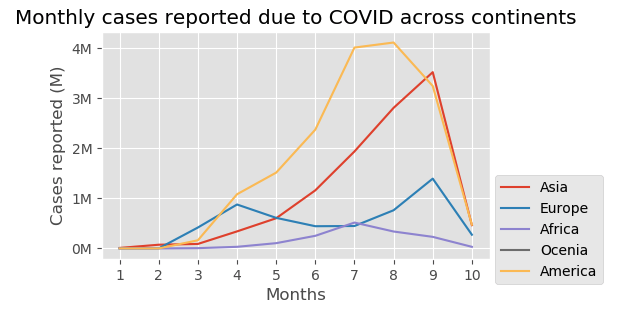 Monthly cases reported due to COVID across continents
4M
3M
2M
1M
0M
Cases reported (M)
1 2 3 4 5 6 7 8 9 10
Months
Asia
Europe
Africa
Ocenia
America